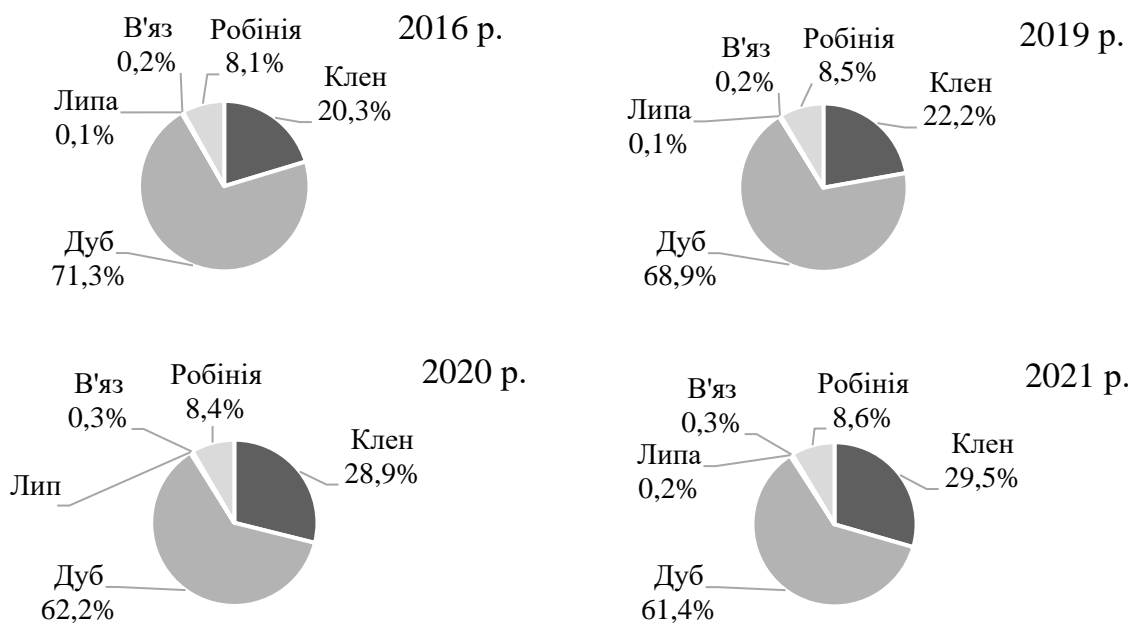 2016 р.
В'яз
0,2%
Робінія
8,1%
Клен
20,3%
Липа
0,1%
Дуб
71,3%
2019 р.
В'яз
0,2%
Робінія
8,5%
Клен
22,2%
Липа
0,1%
Дуб
68,9%
2020 р.
В'яз
0,3%
Робінія
8,4%
Клен
28,9%
Лип
Дуб
62,2%
2021 р.
В'яз
0,3%
Робінія
8,6%
Клен
29,5%
Липа
0,2%
Дуб
61,4%